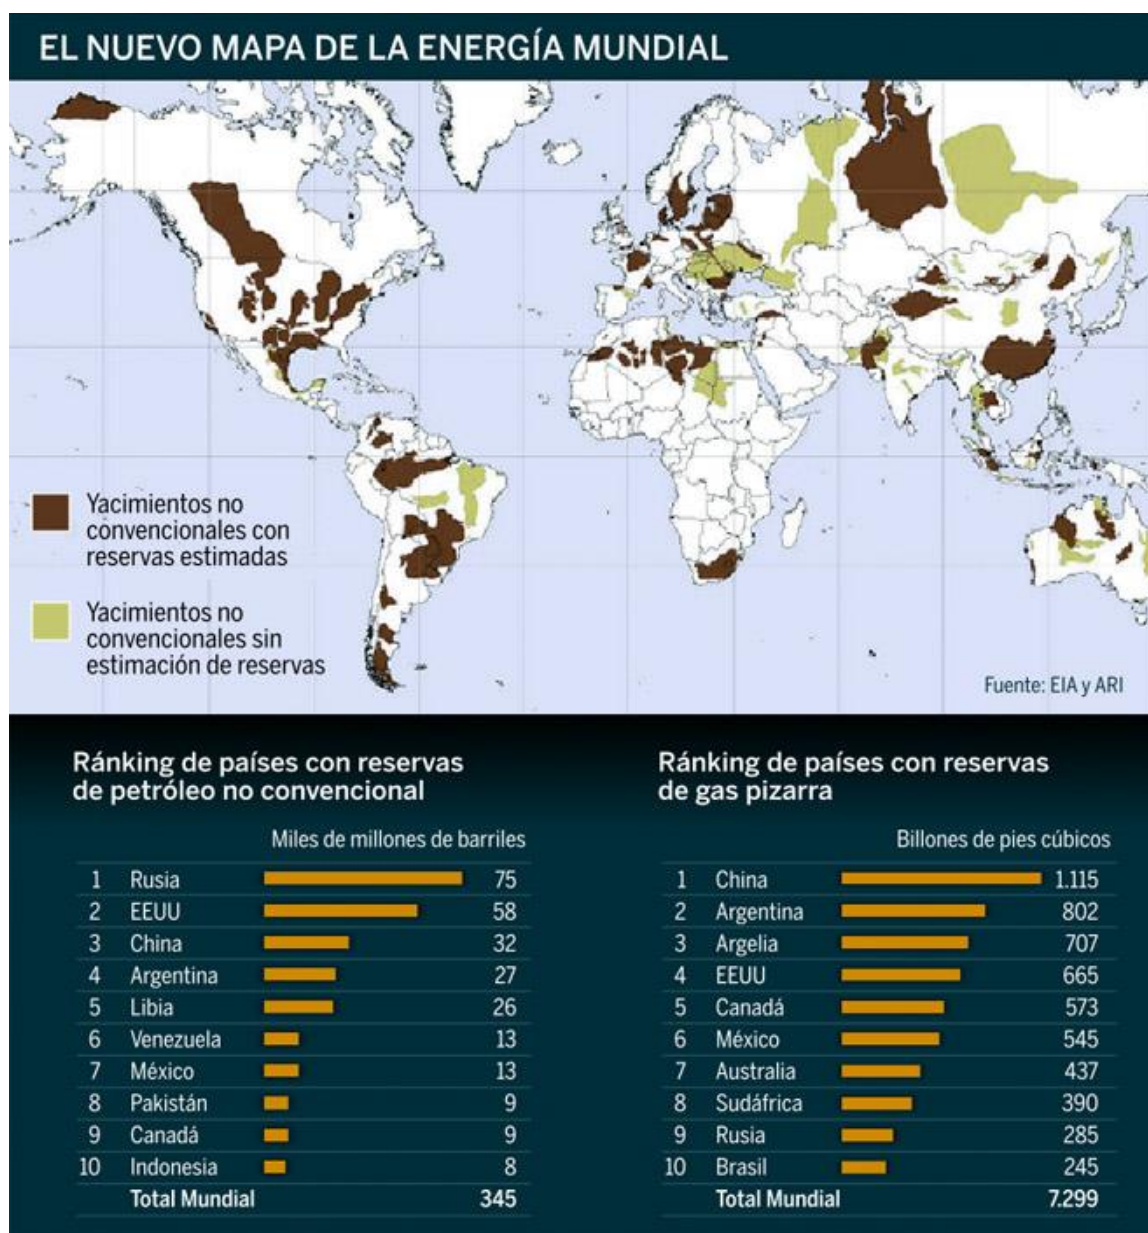 EL NUEVO MAPA DE LA ENERGÍA MUNDIAL
Yacimientos no
convencionales con
reservas estimadas
Yacimientos no
convencionales sin
estimación de reservas
Fuente: EIA y ARI
Ránking de países con reservas
de petróleo no convencional
Miles de millones de barriles
1 Rusia 75
2 EEUU 58
3 China 32
4 Argentina 27
5 Libia 26
6 Venezuela 13
7 México 13
8 Pakistán 9
9 Canadá 9
10 Indonesia 8
Total Mundial 345
Ránking de países con reservas
de gas pizarra
Billones de pies cúbicos
1 China 1.115
2 Argentina 802
3 Argelia 707
4 EEUU 665
5 Canadá 573
6 México 545
7 Australia 437
8 Sudáfrica 390
9 Rusia 285
10 Brasil 245
Total Mundial 7.299